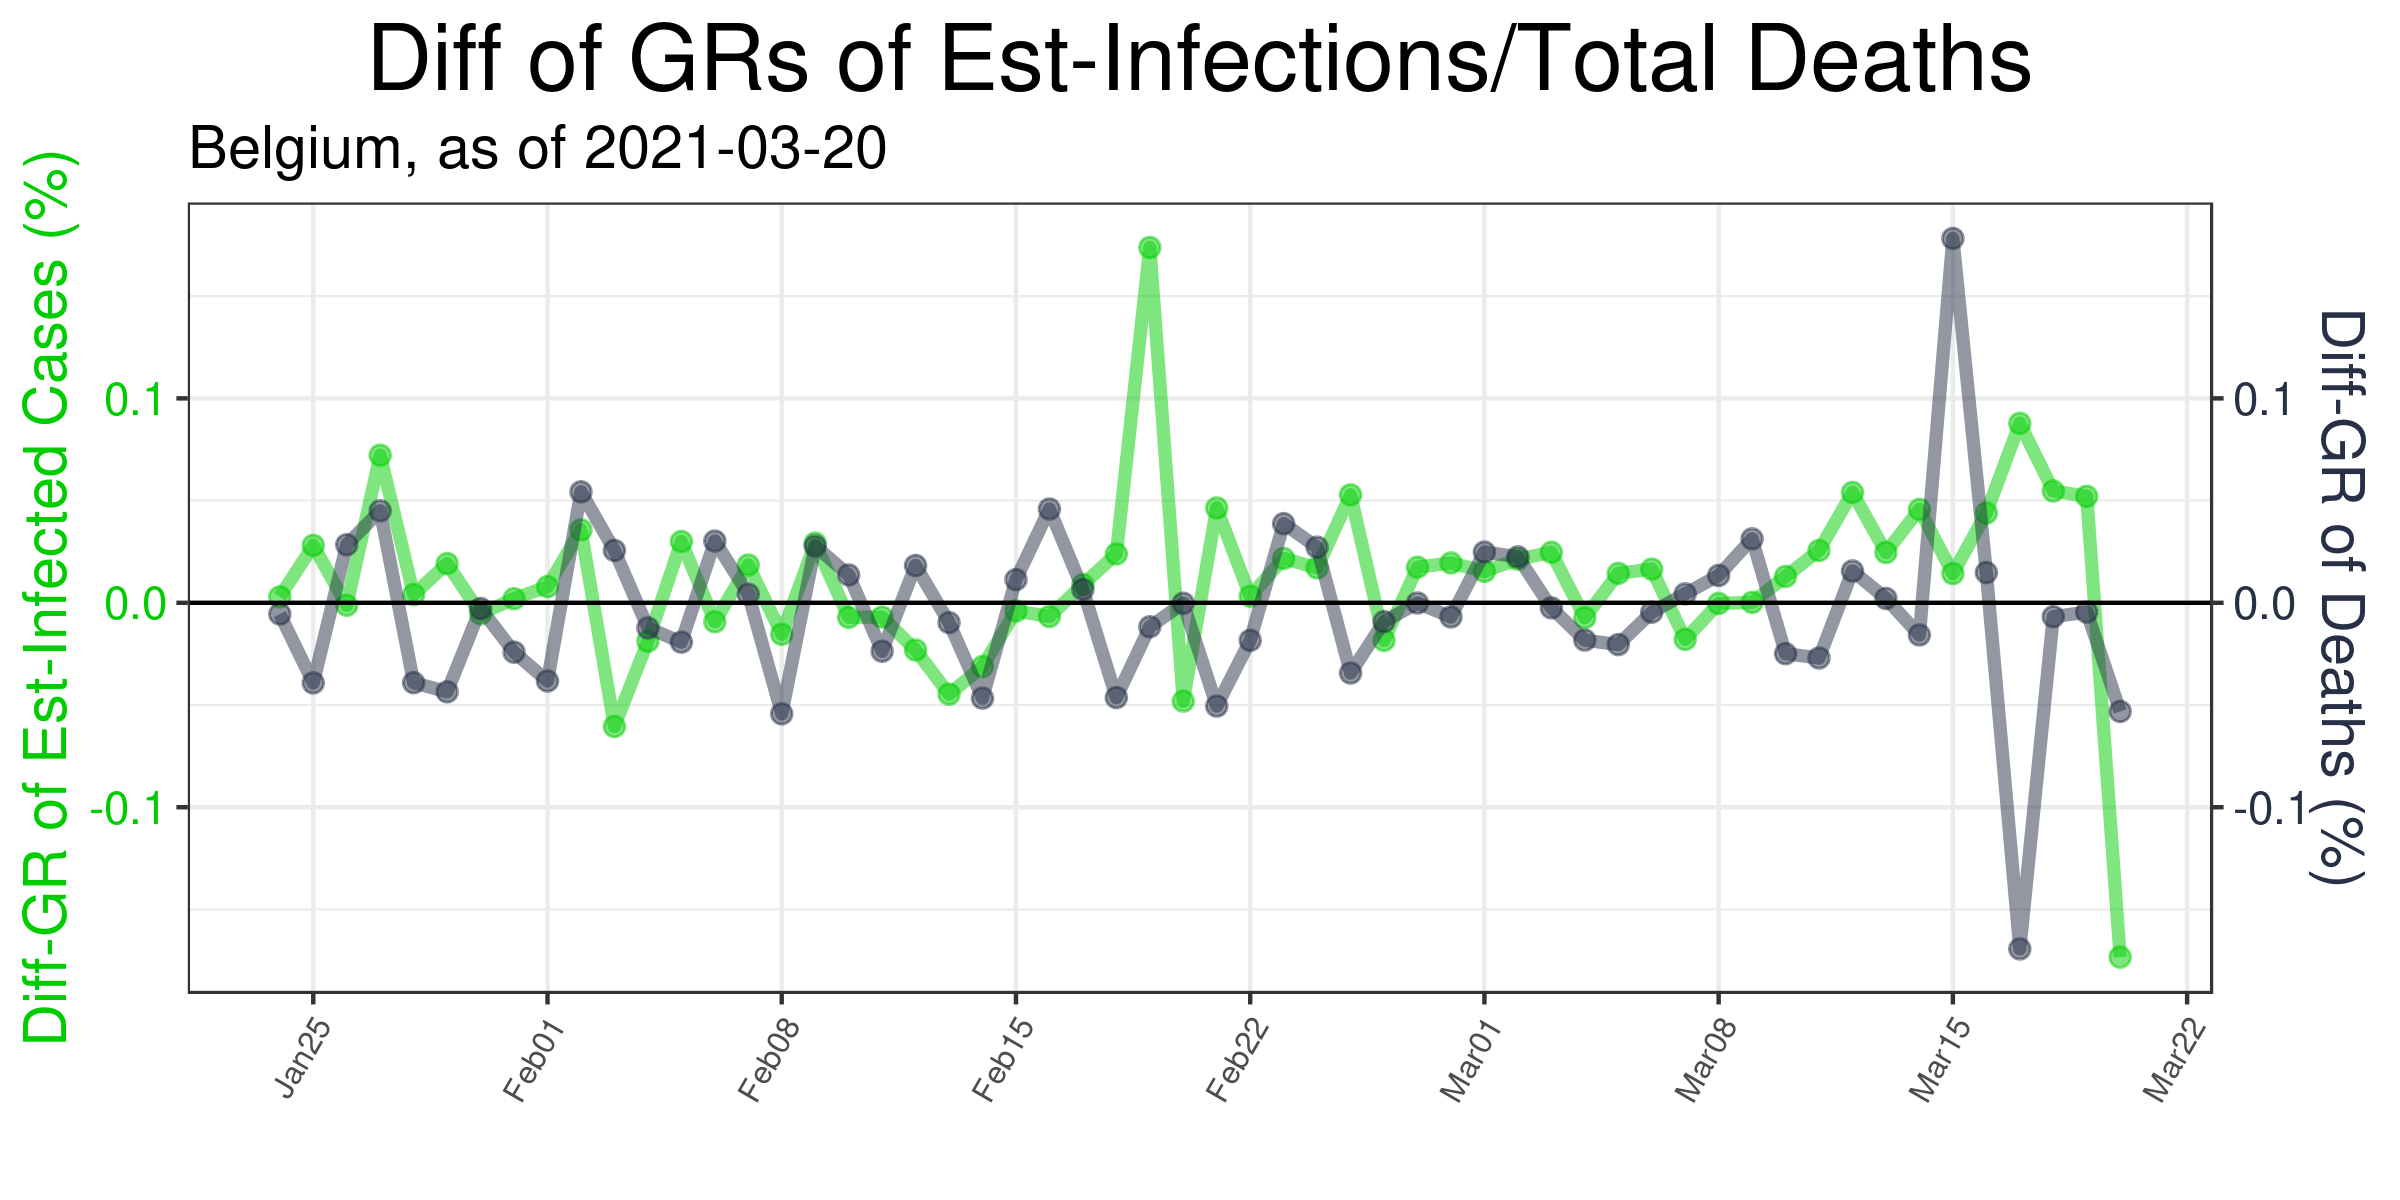 Diff of GRs of Est-Infections/Total Deaths
Belgium, as of 2021-03-20
Diff-GR of Est-Infected Cases (%)
0.1
0.0
-0.1
0.1
0.0
-0.1
Diff-GR of Deaths (%)
Jan25
Feb01
Feb08
Feb15
Feb22
Mar01
Mar08
Mar15
Mar22